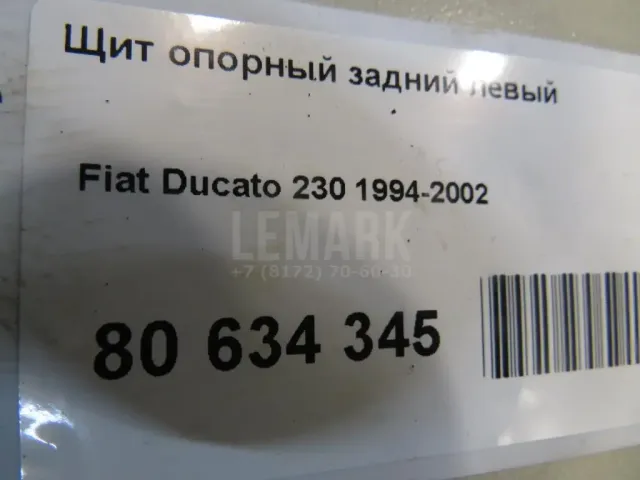 Щит опорный задний левый
Fiat Ducato 230 1994-2002
LEMARK
+7 (8172) 70-60-30
80 634 345